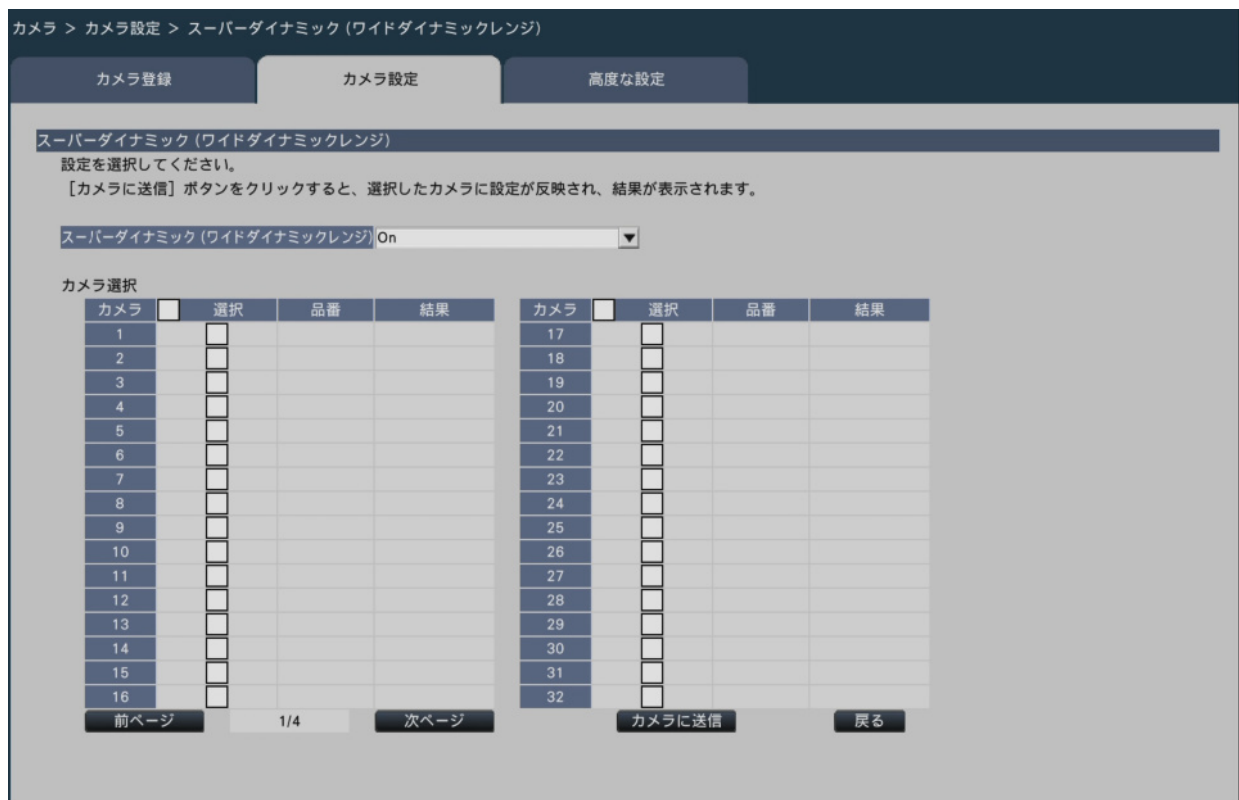 カメラ > カメラ設定 > スーパーダイナミック (ワイドダイナミックレンジ)
カメラ登録 カメラ設定 高度な設定
スーパーダイナミック (ワイドダイナミックレンジ)
設定を選択してください。
［カメラに送信］ボタンをクリックすると、選択したカメラに設定が反映され、結果が表示されます。
スーパーダイナミック (ワイドダイナミックレンジ) On
カメラ選択
カメラ 選択 品番 結果 カメラ 選択 品番 結果
1 17
2 18
3 19
4 20
5 21
6 22
7 23
8 24
9 25
10 26
11 27
12 28
13 29
14 30
15 31
16 32
前ページ 1/4 次ページ カメラに送信 戻る